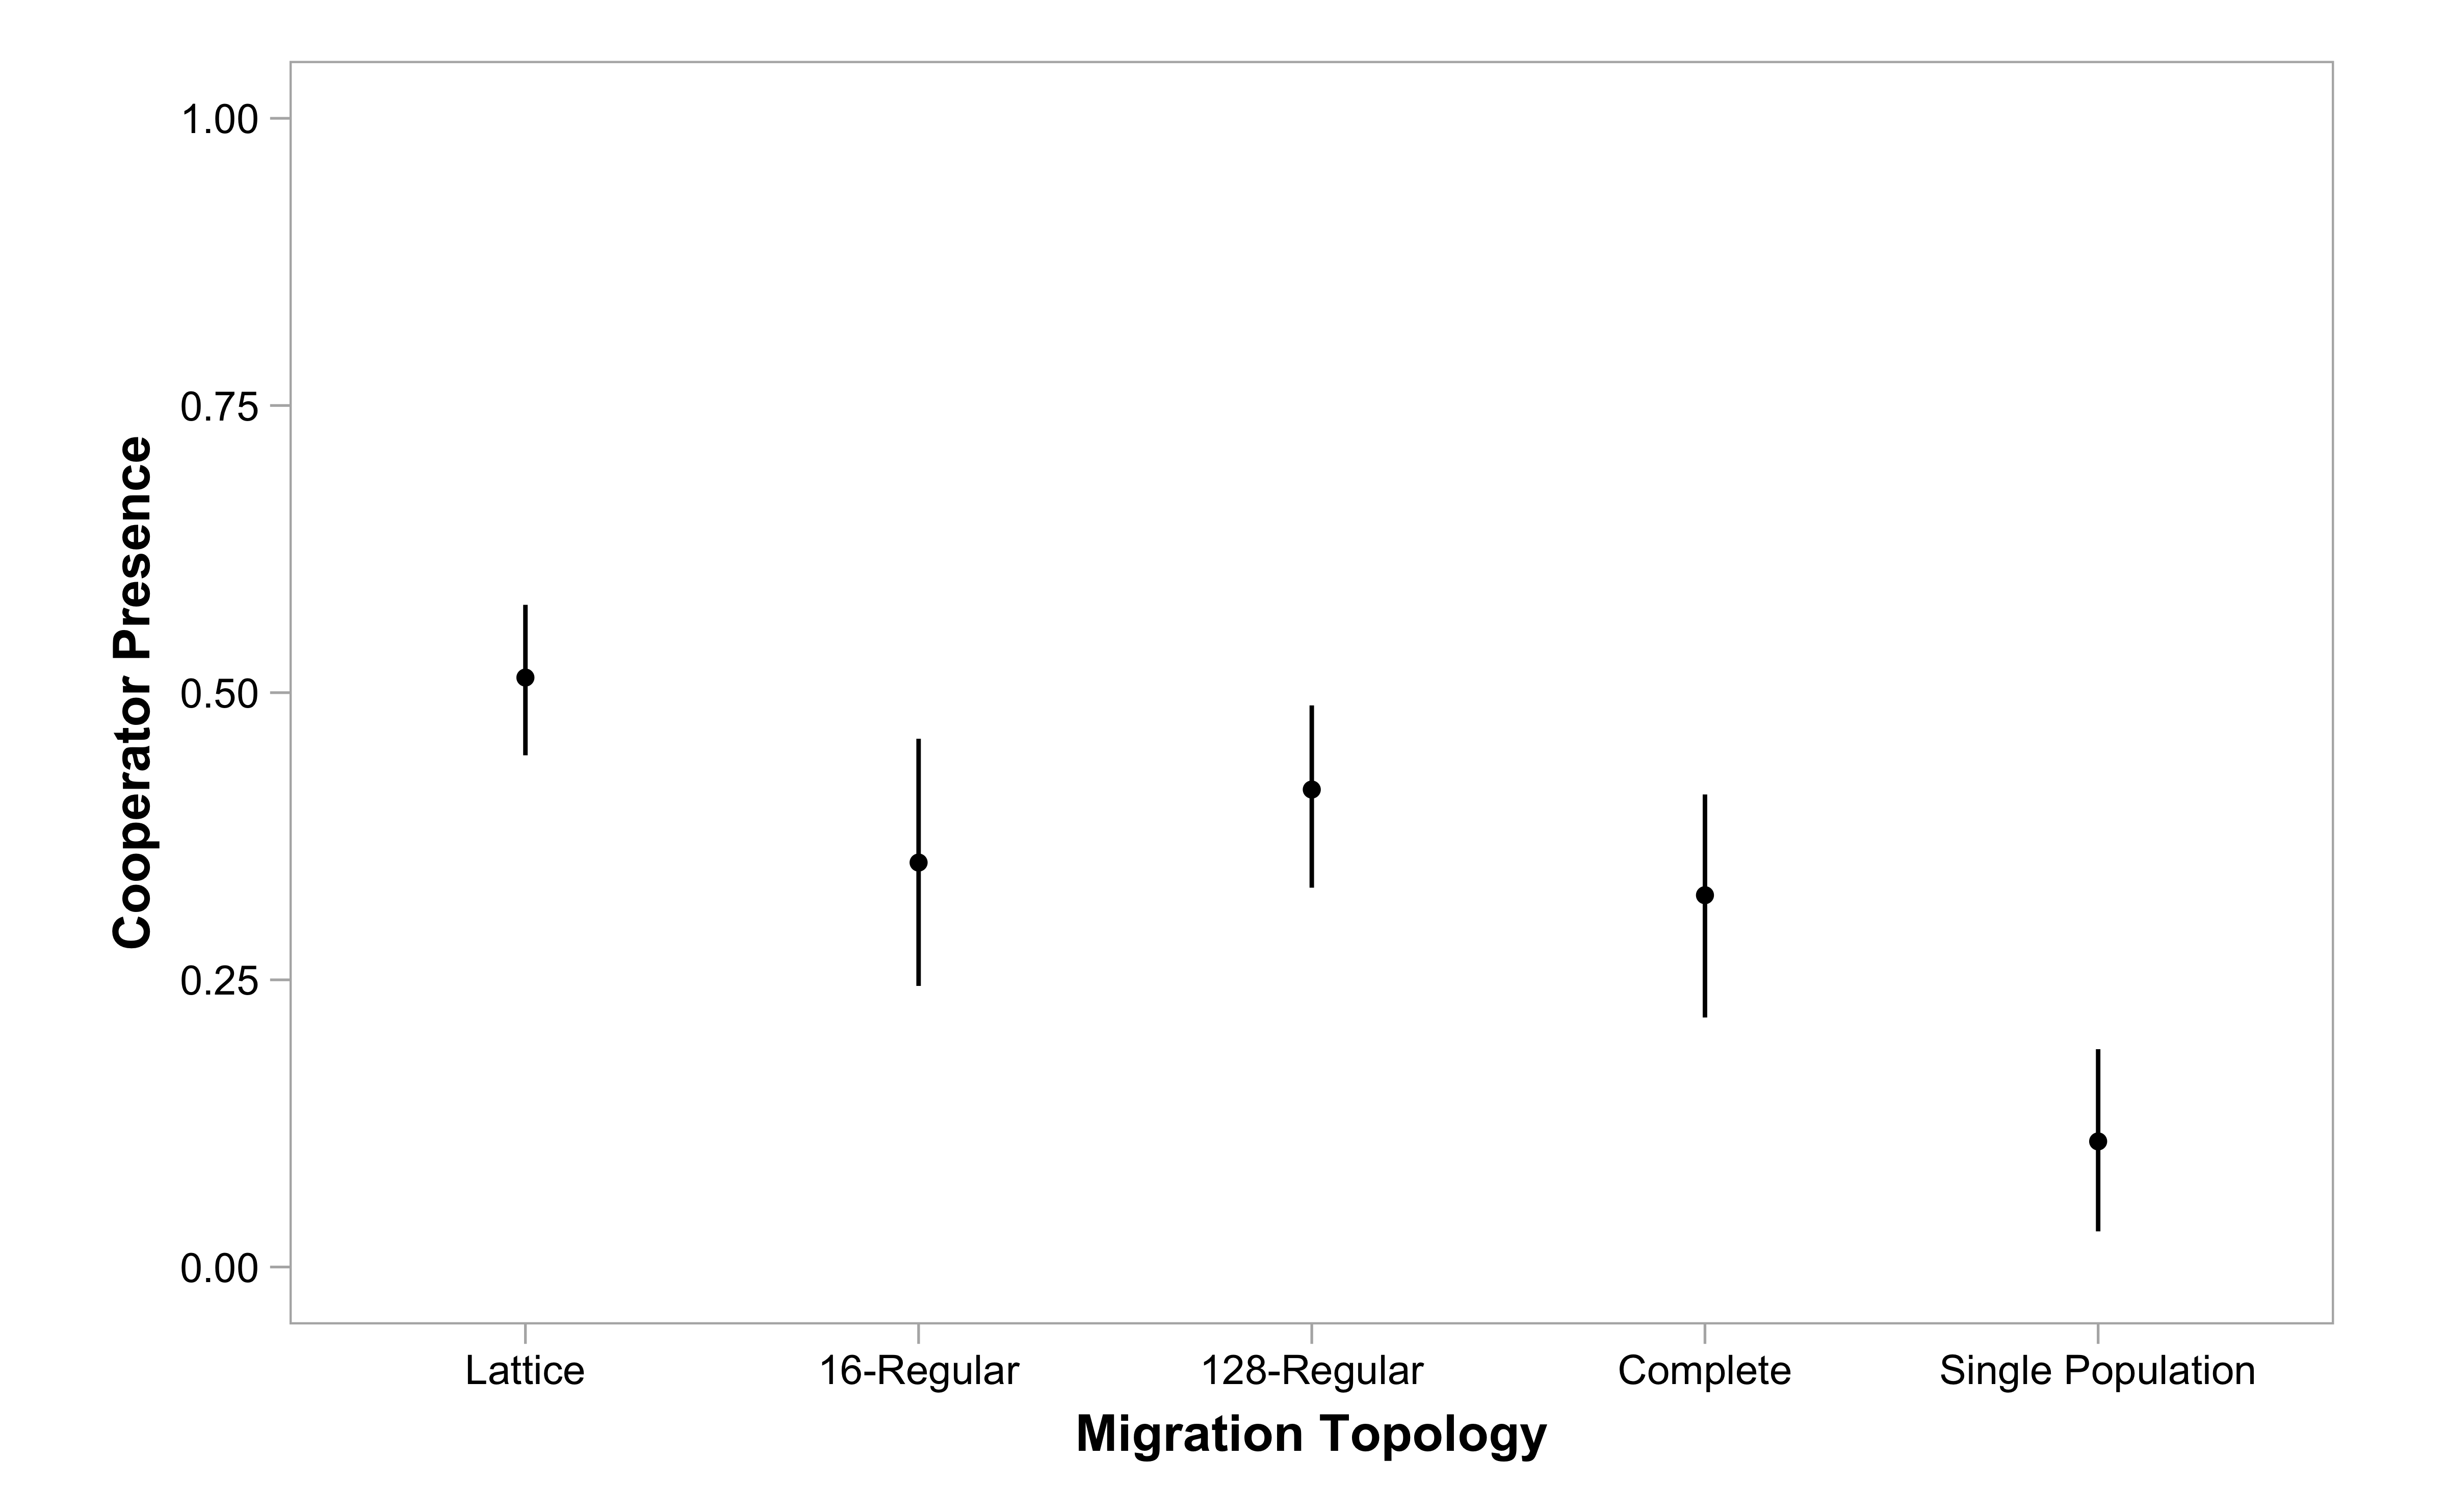 1.00
0.75
0.50
0.25
0.00
Cooperator Presence
Lattice 16-Regular 128-Regular Complete Single Population
Migration Topology